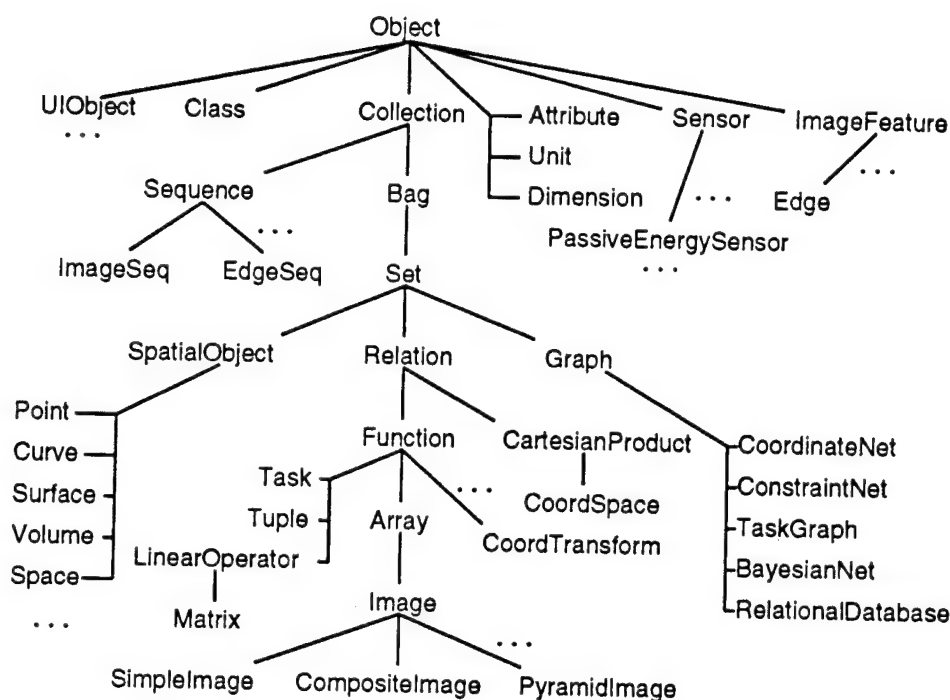 Object
UIObject
. . .
Class
Collection
Attribute
Unit
Dimension
Sensor
. . .
ImageFeature
. . .
Edge
PassiveEnergySensor
. . .
Sequence
. . .
Bag
ImageSeq
EdgeSeq
Set
SpatialObject
Relation
Graph
Point
Curve
Surface
Volume
Space
. . .
Function
CartesianProduct
CoordSpace
Task
Tuple
LinearOperator
Matrix
Array
. . .
CoordTransform
CoordinateNet
ConstraintNet
TaskGraph
BayesianNet
RelationalDatabase
Image
. . .
SimpleImage
CompositeImage
PyramidImage